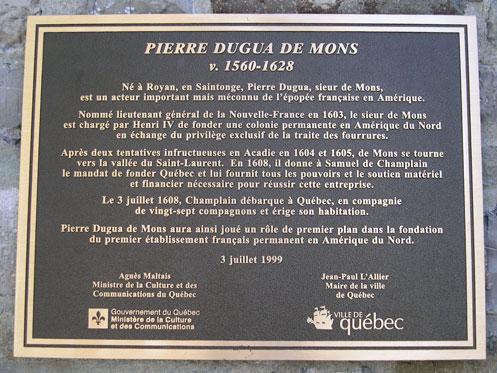 PIERRE DUGUA DE MONS
v. 1560-1628
Né à Royan, en Saintonge, Pierre Dugua, sieur de Mons,
est un acteur important mais méconnu de l'épopée française en Amérique.
Nommé lieutenant général de la Nouvelle-France en 1603, le sieur de Mons
est chargé par Henri IV de fonder une colonie permanente en Amérique du Nord
en échange du privilège exclusif de la traite des fourrures.
Après deux tentatives infructueuses en Acadie en 1604 et 1605, de Mons se tourne
vers la vallée du Saint-Laurent. En 1608, il donne à Samuel de Champlain
le mandat de fonder Québec et lui fournit tous les pouvoirs et le soutien matériel
et financier nécessaire pour réussir cette entreprise.
Le 3 juillet 1608, Champlain débarque à Québec, en compagnie
de vingt-sept compagnons et érige son habitation.
Pierre Dugua de Mons aura ainsi joué un rôle de premier plan dans la fondation
du premier établissement français permanent en Amérique du Nord.
3 juillet 1999
Agnès Maltais
Ministre de la Culture et des
Communications du Québec
Jean-Paul L'Allier
Maire de la ville
de Québec
Gouvernement du Québec
Ministère de la Culture
et des Communications
VILLE DE
québec